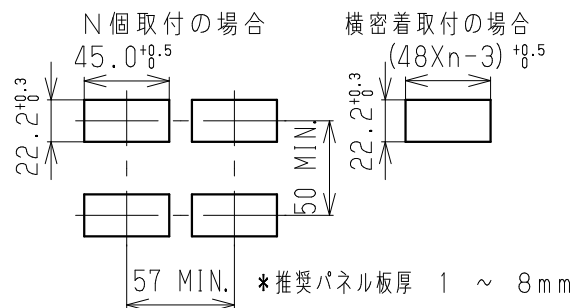 N個取付の場合
45.0+0.5 0
22.2+0.3 0
50 MIN.
57 MIN.
横密着取付の場合
(48Xn-3)+0.5 0
22.2+0.3 0
*推奨パネル板厚 1 ~ 8mm